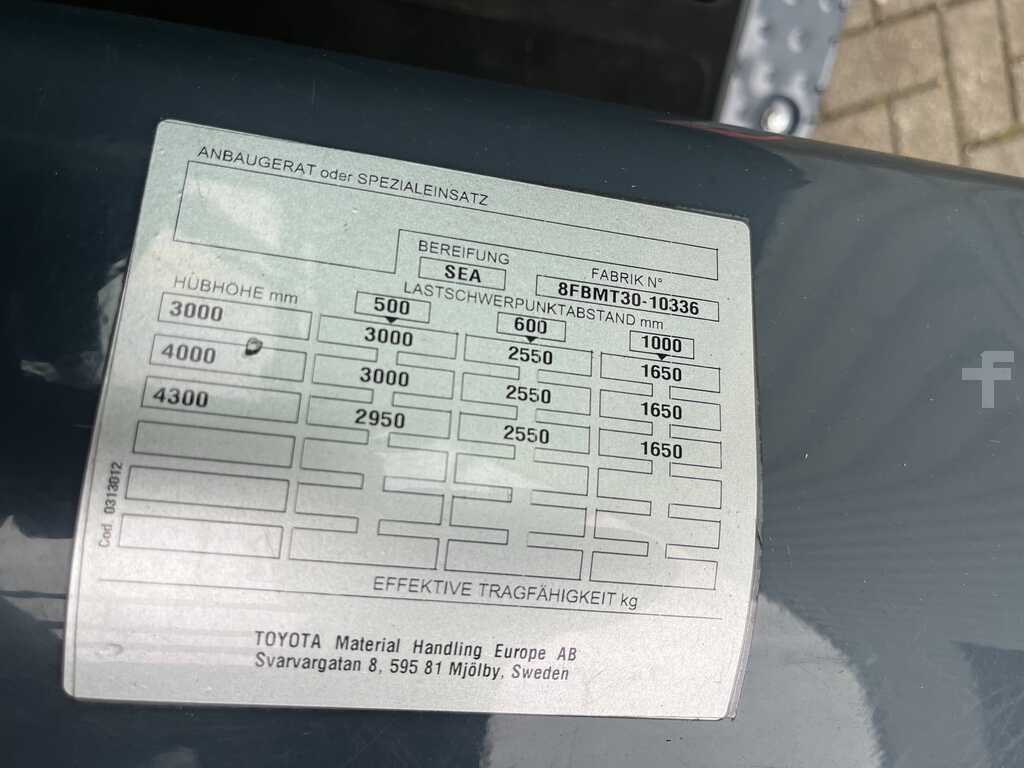 ANBAUGERAT oder SPEZIALEINSATZ
BEREIFUNG
SEA
FABRIK N°
8FBMT30-10336
HÜBHÖHE mm
LASTSCHWERPUNKTABSTAND mm
500 600 1000
3000 3000 2550 1650
4000 3000 2550 1650
4300 2950 2550 1650
Cod. 0313012
EFFEKTIVE TRAGFÄHIGKEIT kg
TOYOTA Material Handling Europe AB
Svarvargatan 8, 595 81 Mjölby, Sweden
f